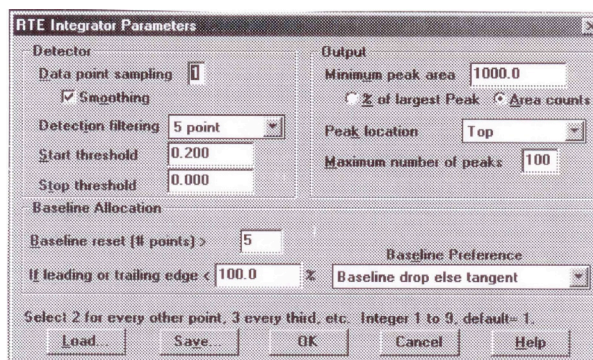 RTE Integrator Parameters
Detector
Data point sampling 1
Smoothing
Detection filtering 5 point
Start threshold 0.200
Stop threshold 0.000
Output
Minimum peak area 1000.0
% of largest Peak Area counts
Peak location Top
Maximum number of peaks 100
Baseline Allocation
Baseline reset (# points) > 5
If leading or trailing edge < 100.0 %
Baseline Preference
Baseline drop else tangent
Select 2 for every other point, 3 every third, etc. Integer 1 to 9, default= 1.
Load... Save... OK Cancel Help